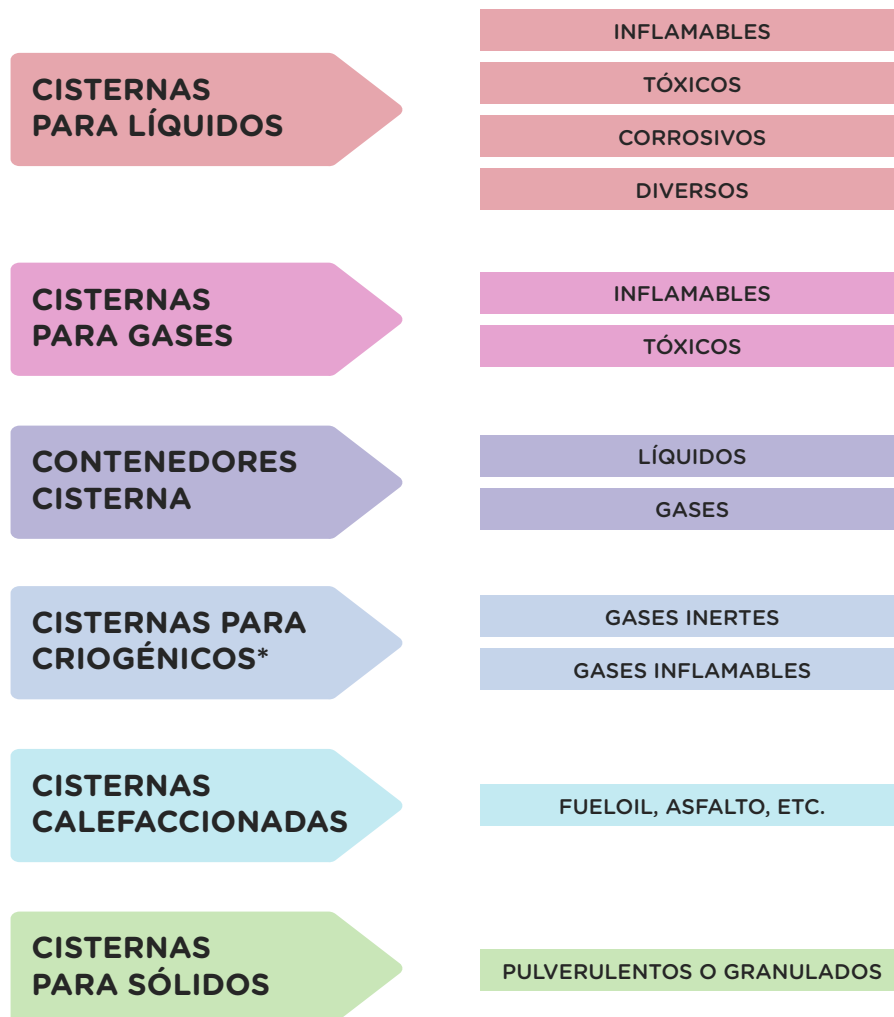 CISTERNAS
PARA LÍQUIDOS
INFLAMABLES
TÓXICOS
CORROSIVOS
DIVERSOS
CISTERNAS
PARA GASES
INFLAMABLES
TÓXICOS
CONTENEDORES
CISTERNA
LÍQUIDOS
GASES
CISTERNAS PARA
CRIOGÉNICOS*
GASES INERTES
GASES INFLAMABLES
CISTERNAS
CALEFACCIONADAS
FUELOIL, ASFALTO, ETC.
CISTERNAS
PARA SÓLIDOS
PULVERULENTOS O GRANULADOS